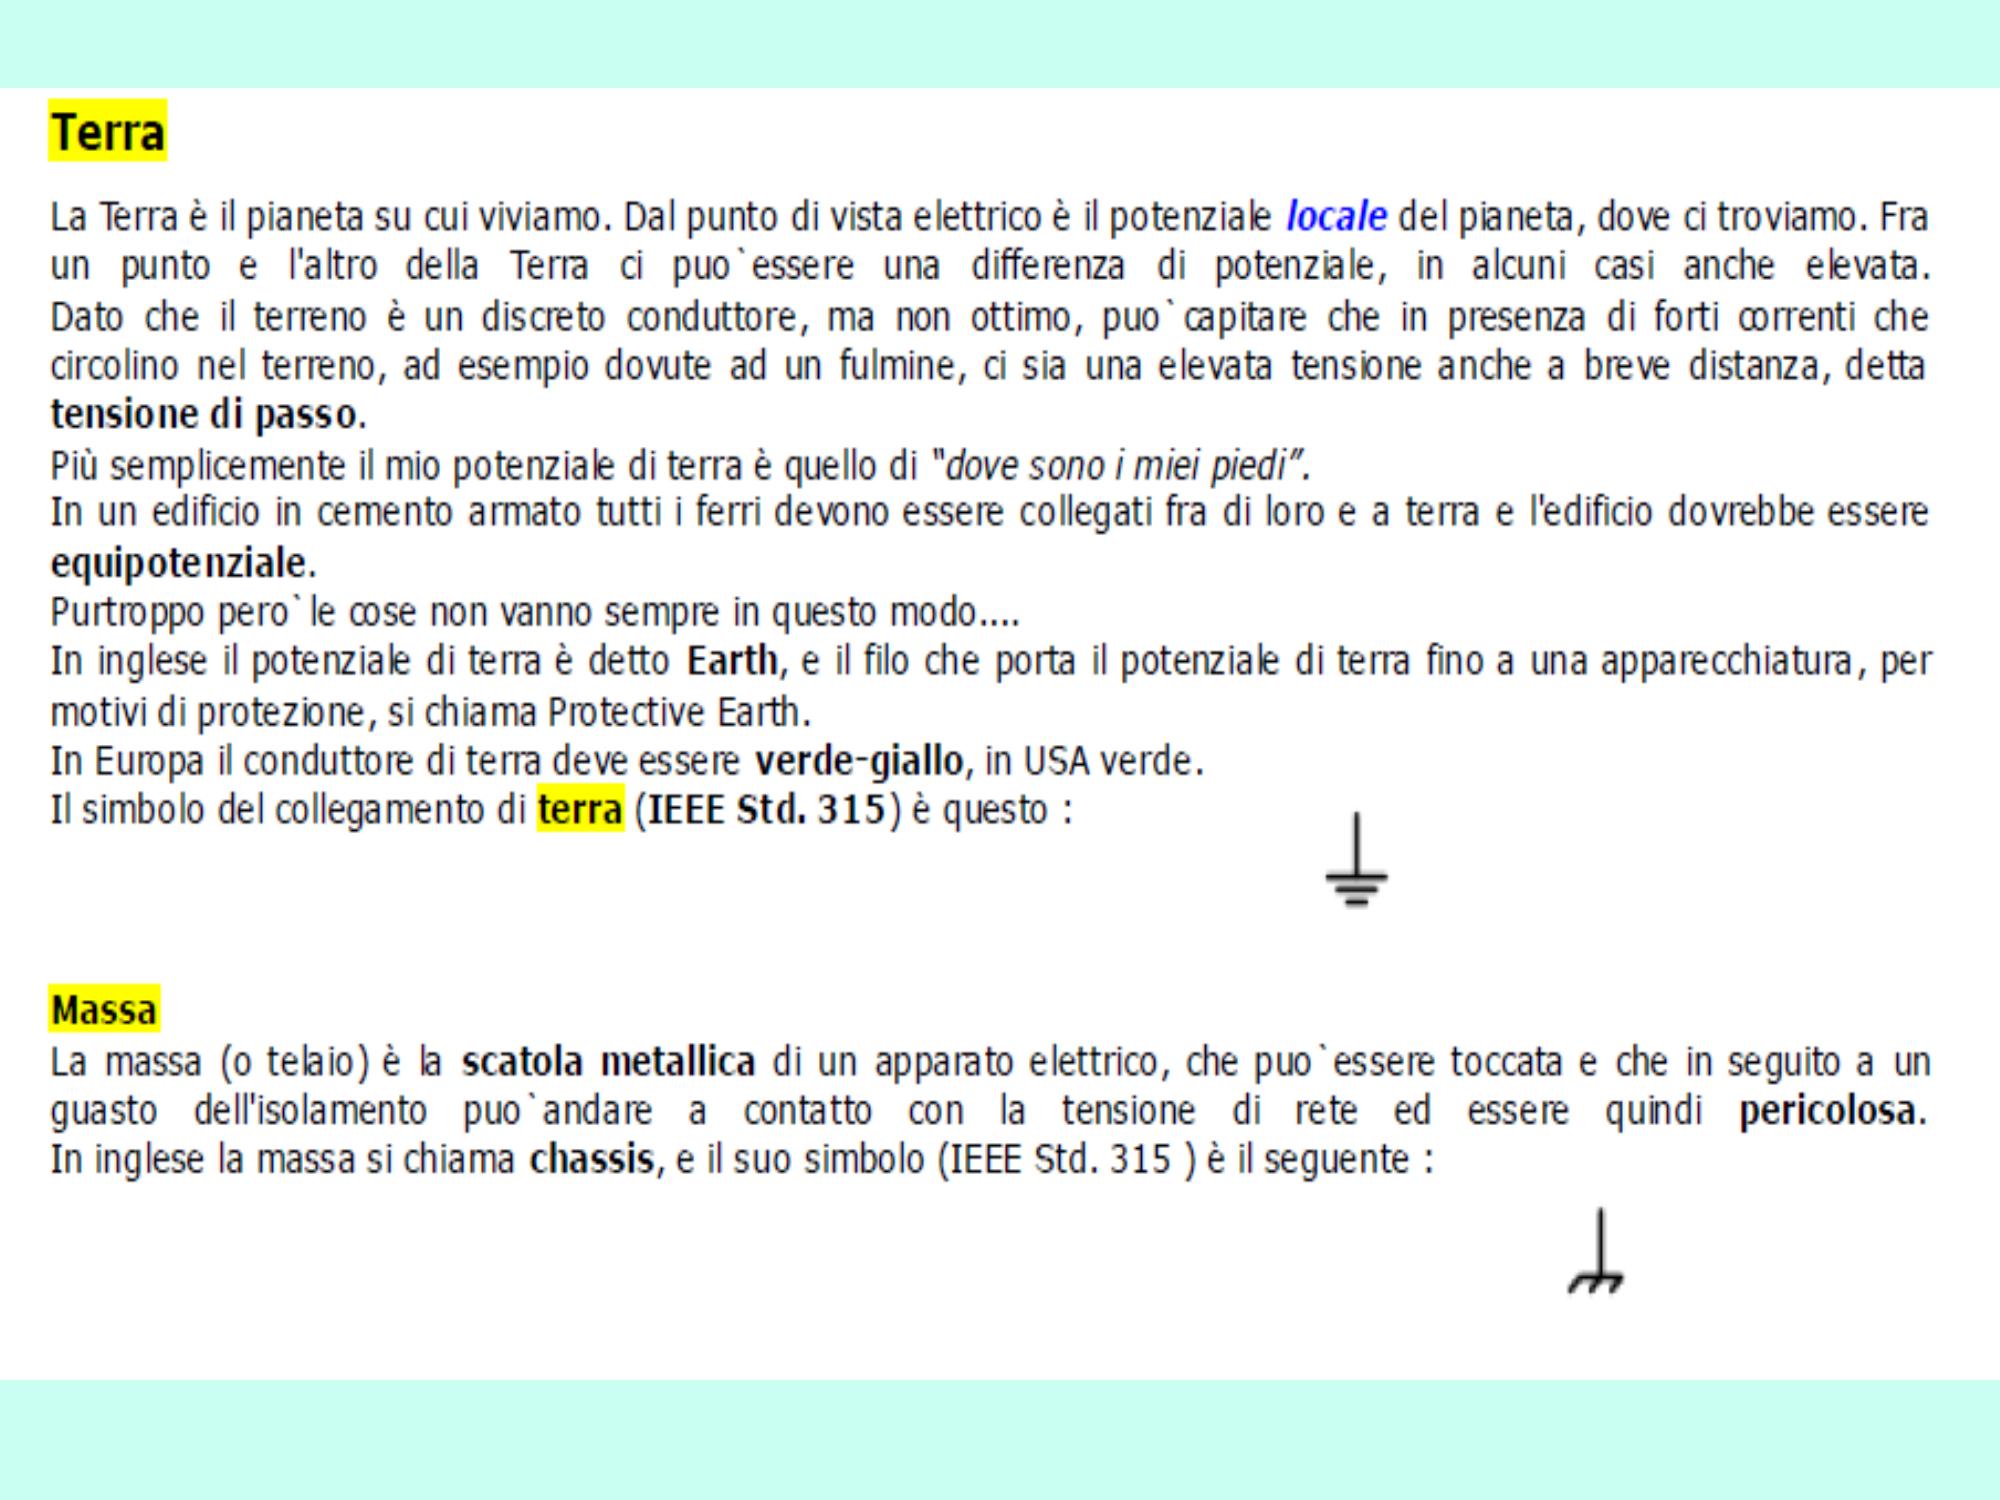 Terra
La Terra è il pianeta su cui viviamo. Dal punto di vista elettrico è il potenziale locale del pianeta, dove ci troviamo. Fra
un punto e l'altro della Terra ci puo`essere una differenza di potenziale, in alcuni casi anche elevata.
Dato che il terreno è un discreto conduttore, ma non ottimo, puo`capitare che in presenza di forti correnti che
circolino nel terreno, ad esempio dovute ad un fulmine, ci sia una elevata tensione anche a breve distanza, detta
tensione di passo.
Più semplicemente il mio potenziale di terra è quello di "dove sono i miei piedi".
In un edificio in cemento armato tutti i ferri devono essere collegati fra di loro e a terra e l'edificio dovrebbe essere
equipotenziale.
Purtroppo pero` le cose non vanno sempre in questo modo....
In inglese il potenziale di terra è detto Earth, e il filo che porta il potenziale di terra fino a una apparecchiatura, per
motivi di protezione, si chiama Protective Earth.
In Europa il conduttore di terra deve essere verde-giallo, in USA verde.
Il simbolo del collegamento di terra (IEEE Std. 315) è questo :
Massa
La massa (o telaio) è la scatola metallica di un apparato elettrico, che puo`essere toccata e che in seguito a un
guasto dell'isolamento puo`andare a contatto con la tensione di rete ed essere quindi pericolosa.
In inglese la massa si chiama chassis, e il suo simbolo (IEEE Std. 315 ) è il seguente :